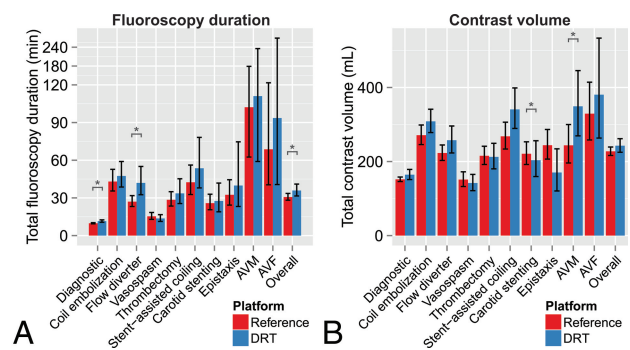 Fluoroscopy duration
Total fluoroscopy duration (min)
240
180
120
90
60
30
0
*
*
*
Diagnostic
Coil embolization
Flow diverter
Vasospasm
Thrombectomy
Stent−assisted coiling
Carotid stenting
Epistaxis
AVM
AVF
Overall
Platform
Reference
DRT
A
Contrast volume
Total contrast volume (mL)
400
200
0
*
*
Diagnostic
Coil embolization
Flow diverter
Vasospasm
Thrombectomy
Stent−assisted coiling
Carotid stenting
Epistaxis
AVM
AVF
Overall
Platform
Reference
DRT
B